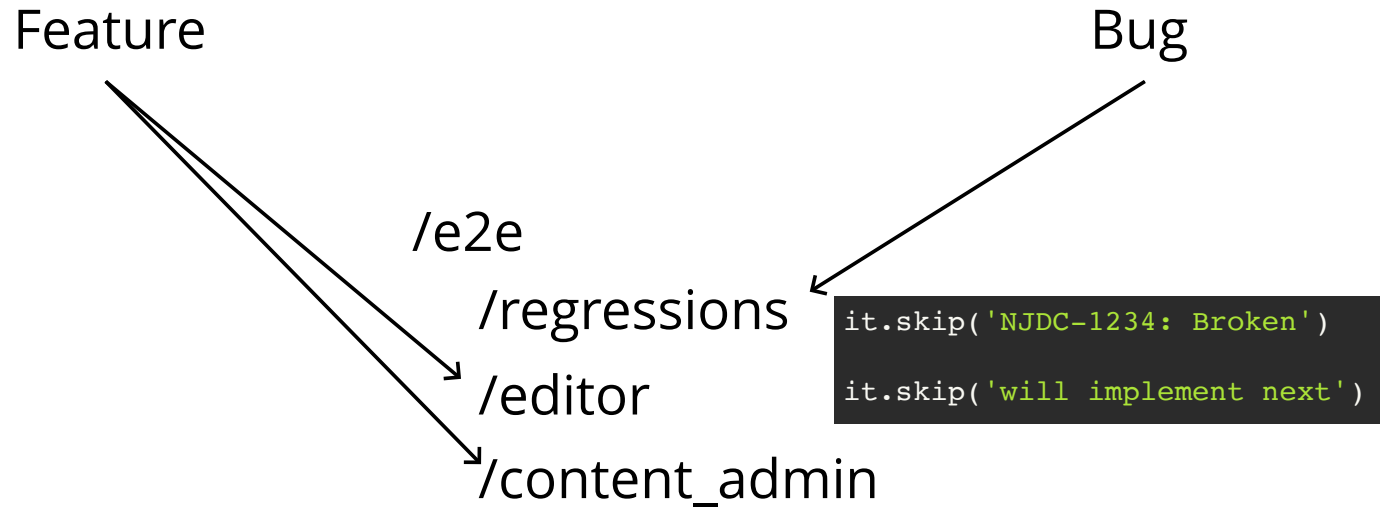 Feature
Bug
/e2e
/regressions
it.skip('NJDC-1234: Broken')
it.skip('will implement next')
/editor
/content_admin